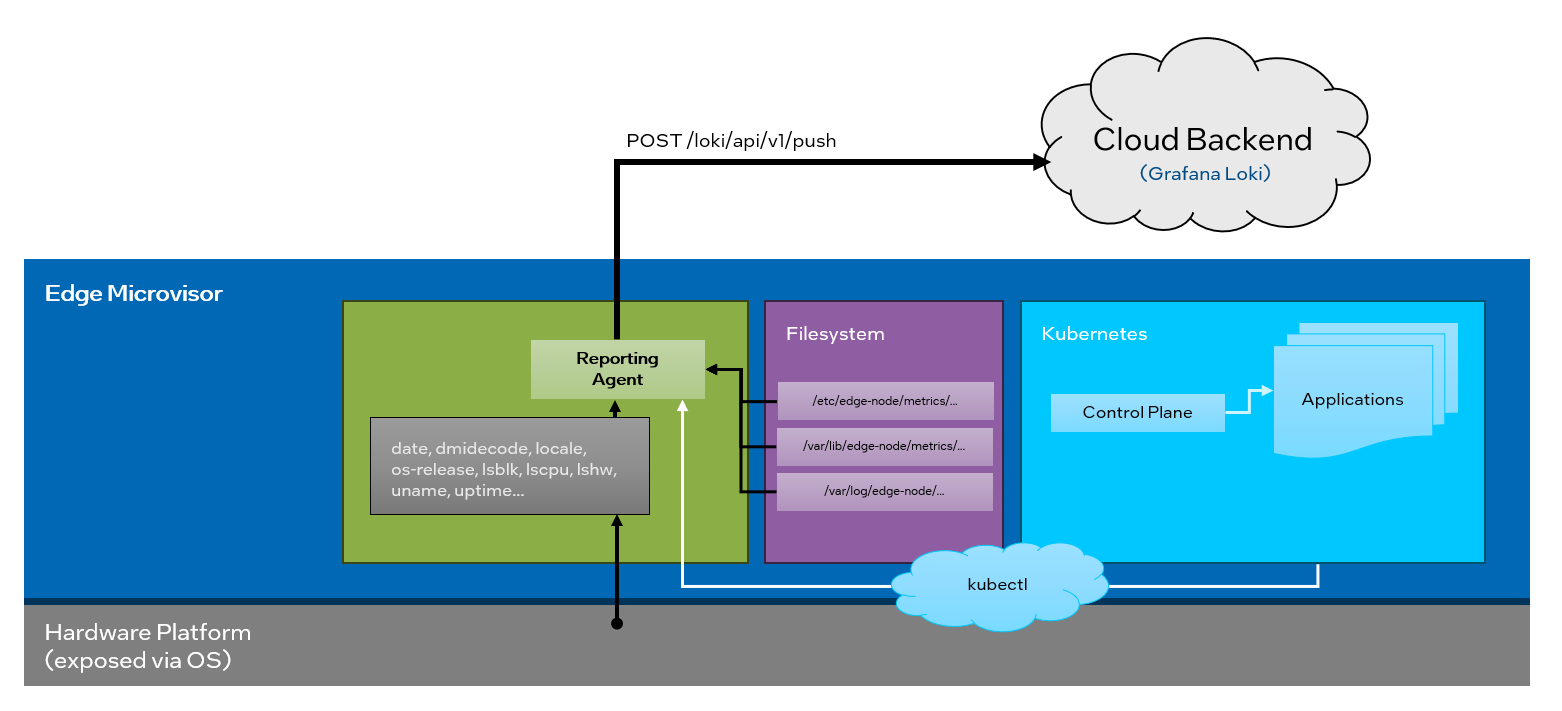 POST /loki/api/v1/push
Cloud Backend
(Grafana Loki)
Edge Microvisor
Reporting
Agent
date, dmidecode, locale,
os-release, lsblk, lscpu, lshw,
uname, uptime...
Filesystem
/etc/edge-node/metrics/...
/var/lib/edge-node/metrics/...
/var/log/edge-node/...
Kubernetes
Control Plane
Applications
kubectl
Hardware Platform
(exposed via OS)